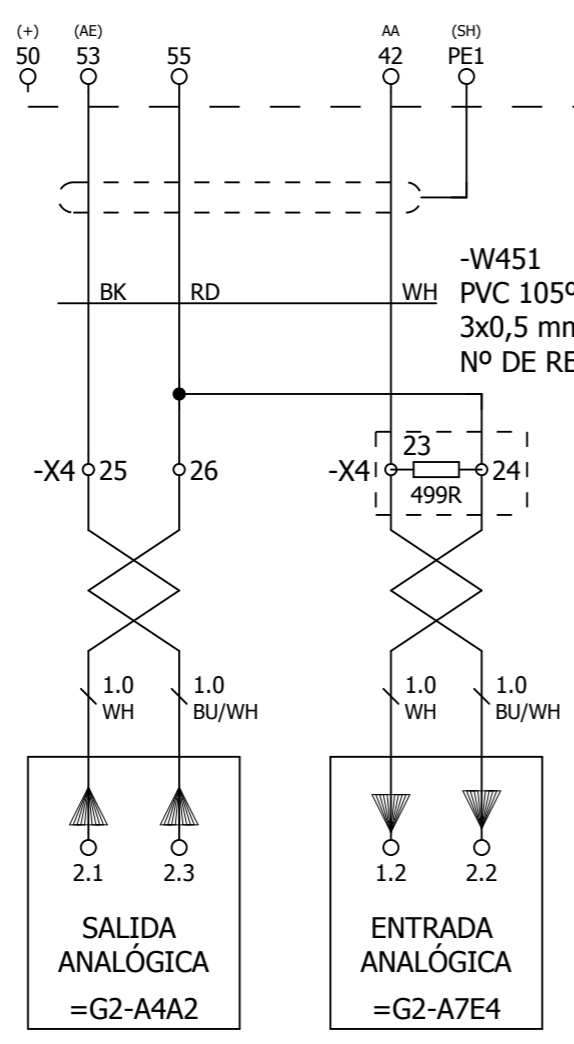 (+) (AE) AA (SH)
50 53 55 42 PE1
-W451
BK RD WH PVC 105º
3x0,5 mm
Nº DE RE
23
-X4 25 26 -X4 24
499R
1.0 1.0 1.0 1.0
WH BU/WH WH BU/WH
2.1 2.3 1.2 2.2
SALIDA
ANALÓGICA
=G2-A4A2
ENTRADA
ANALÓGICA
=G2-A7E4